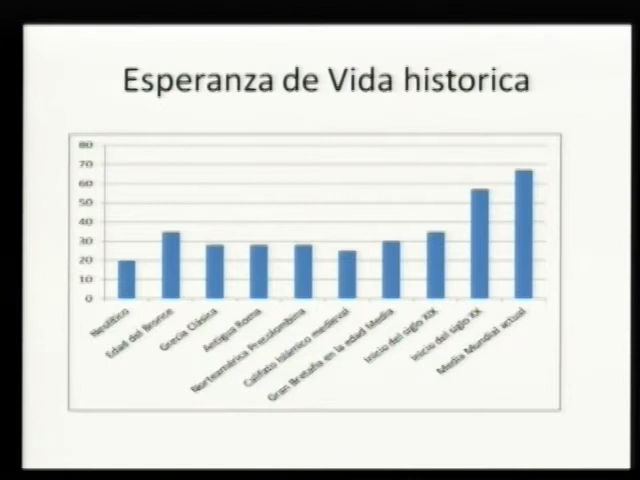 Esperanza de Vida historica
80
70
60
50
40
30
20
10
0
Neolítico
Edad del Bronce
Grecia Clásica
Antigua Roma
Norteamérica Precolombina
Califato Islámico medieval
Gran Bretaña en la edad Media
Inicio del siglo XIX
Inicio del siglo XX
Media Mundial actual